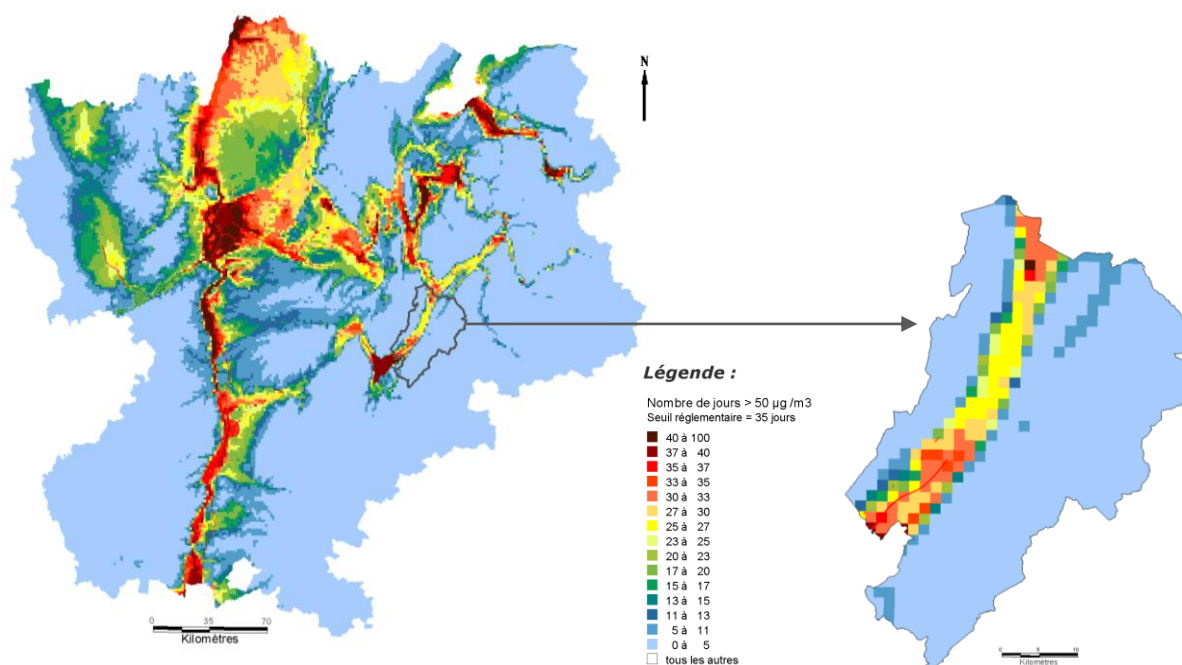 N
Légende :
Nombre de jours > 50 µg /m3
Seuil réglementaire = 35 jours
40 à 100
37 à 40
35 à 37
33 à 35
30 à 33
27 à 30
25 à 27
23 à 25
20 à 23
17 à 20
15 à 17
13 à 15
11 à 13
5 à 11
0 à 5
tous les autres
0 35 70
Kilomètres
Kilomètres